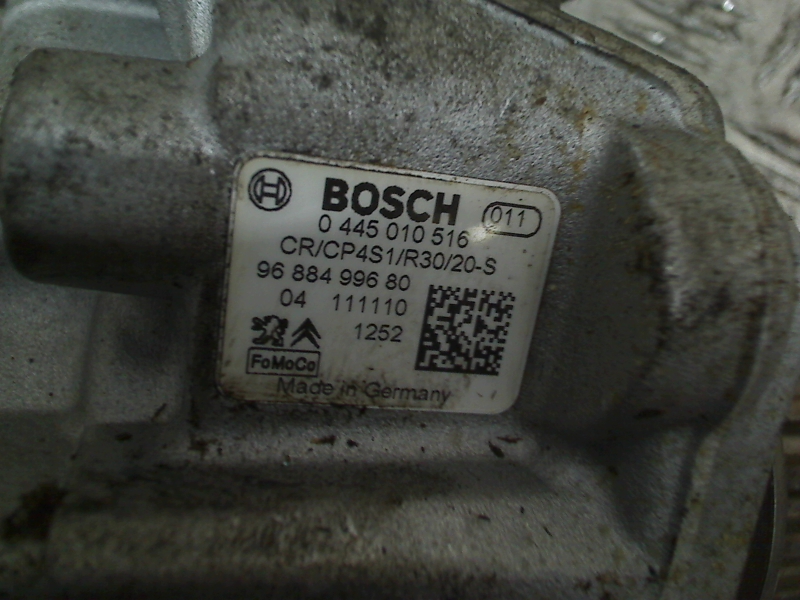 BOSCH 011
0 445 010 516
CR/CP4S1/R30/20-S
96 884 996 80
04 111110
1252
FoMoCo
Made in Germany